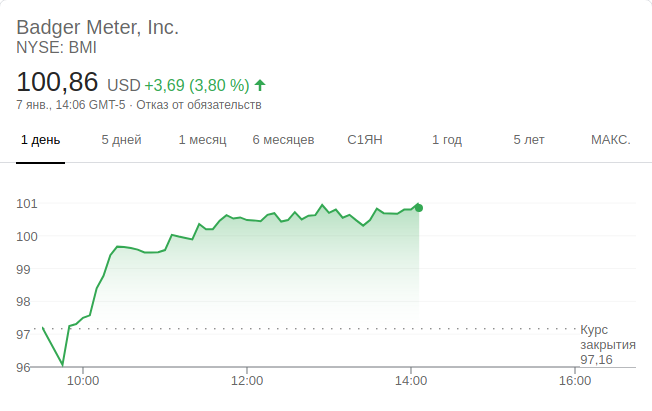 Badger Meter, Inc.
NYSE: BMI
100,86 USD +3,69 (3,80 %)
7 янв., 14:06 GMT-5 · Отказ от обязательств
1 день 5 дней 1 месяц 6 месяцев С1ЯН 1 год 5 лет МАКС.
101
100
99
98
97
96
Курс
закрытия
97,16
10:00 12:00 14:00 16:00